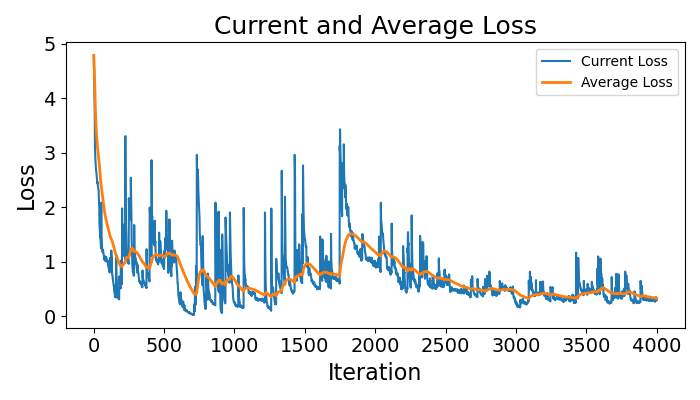 Current and Average Loss
Current Loss
Average Loss
Loss
5
4
3
2
1
0
0 500 1000 1500 2000 2500 3000 3500 4000
Iteration